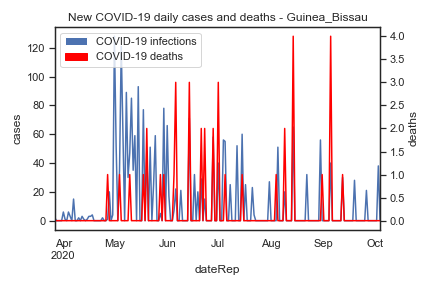 New COVID-19 daily cases and deaths - Guinea_Bissau
COVID-19 infections
COVID-19 deaths
cases
120
100
80
60
40
20
0
deaths
4.0
3.5
3.0
2.5
2.0
1.5
1.0
0.5
0.0
Apr May Jun Jul Aug Sep Oct
2020
dateRep